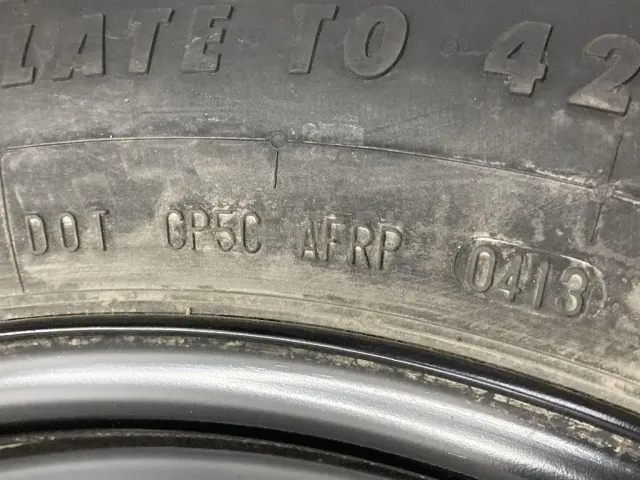 LATE TO 42
DOT CP5C AFRP 0413